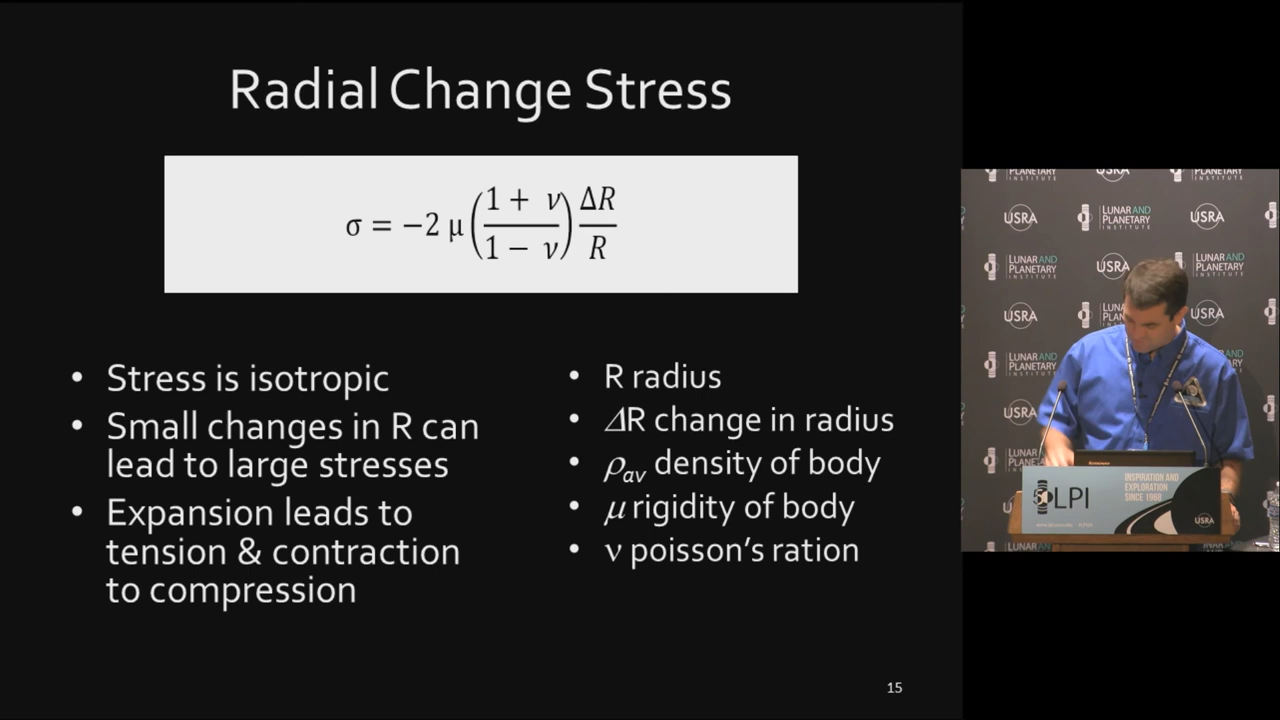 Radial Change Stress
σ = −2 μ (1 + ν / 1 − ν) ΔR / R
• Stress is isotropic
• Small changes in R can
lead to large stresses
• Expansion leads to
tension & contraction
to compression
• R radius
• ΔR change in radius
• ρav density of body
• μ rigidity of body
• ν poisson's ration
15
USRA
LUNAR AND
PLANETARY
INSTITUTE
LPI
INSPIRATION AND
EXPLORATION
SINCE 1968
USRA